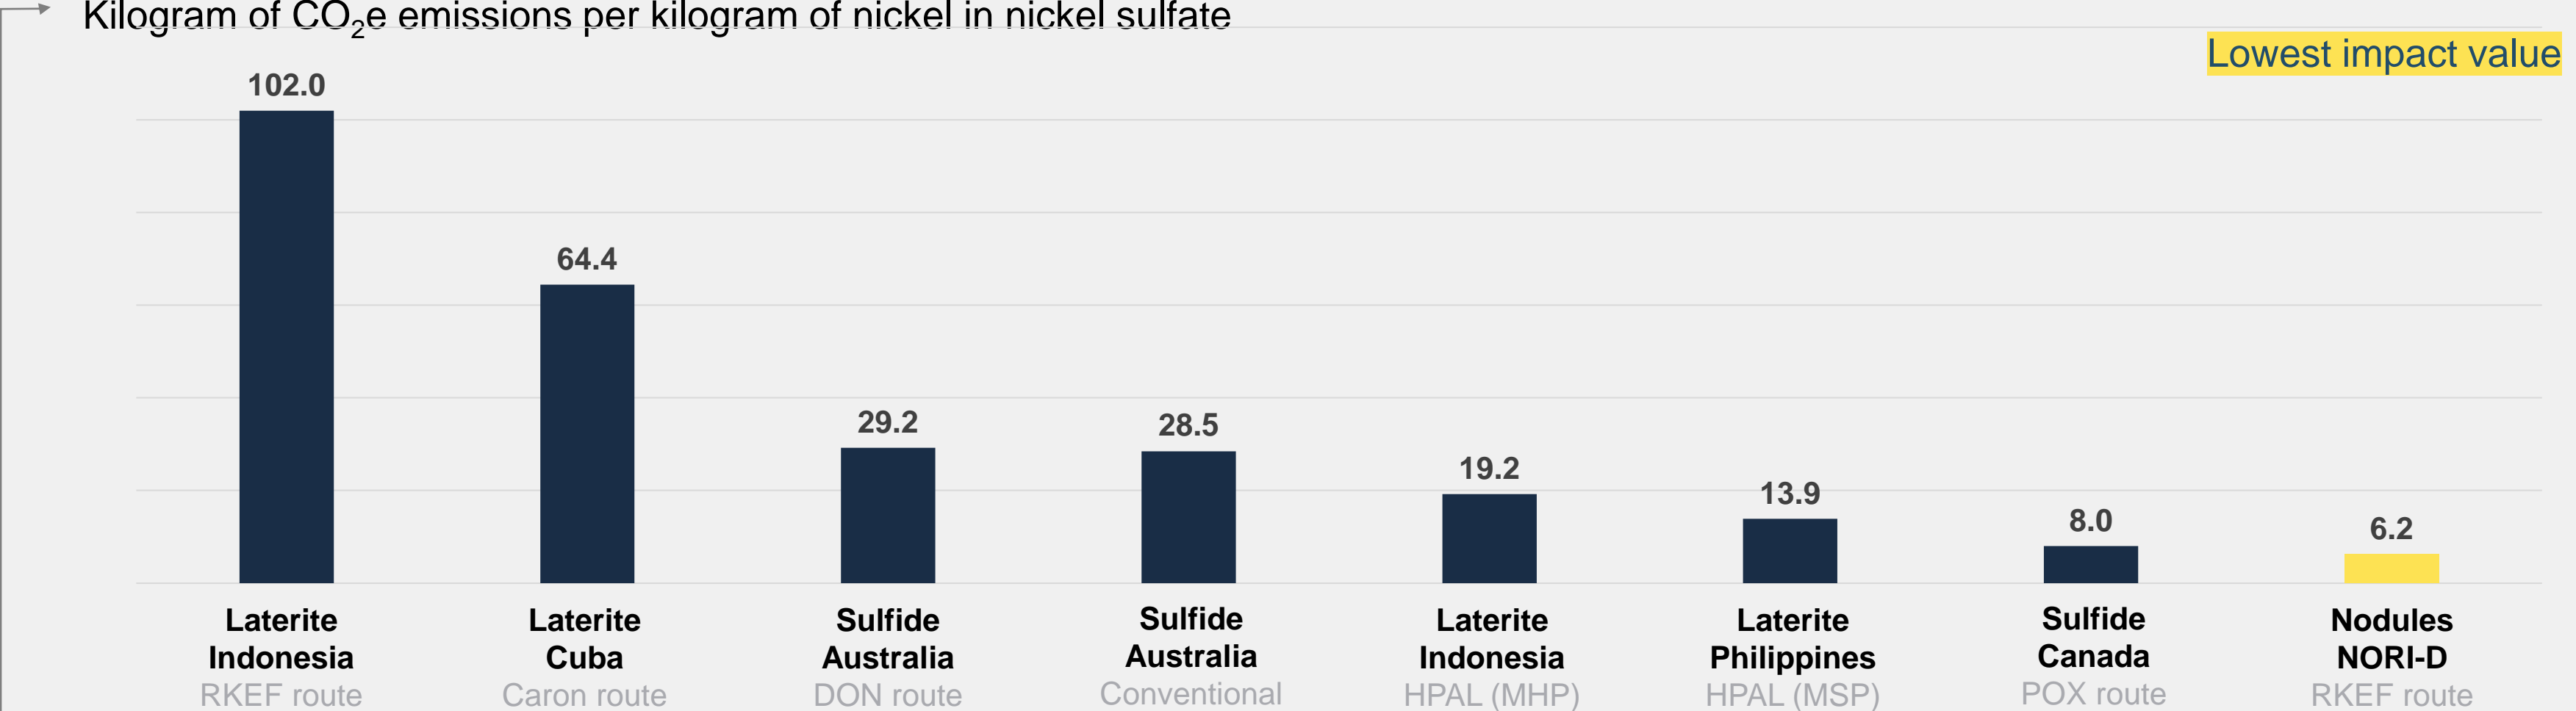 Kilogram of CO₂e emissions per kilogram of nickel in nickel sulfate
Lowest impact value
102.0
64.4
29.2
28.5
19.2
13.9
8.0
6.2
Laterite
Indonesia
RKEF route
Laterite
Cuba
Caron route
Sulfide
Australia
DON route
Sulfide
Australia
Conventional
Laterite
Indonesia
HPAL (MHP)
Laterite
Philippines
HPAL (MSP)
Sulfide
Canada
POX route
Nodules
NORI-D
RKEF route